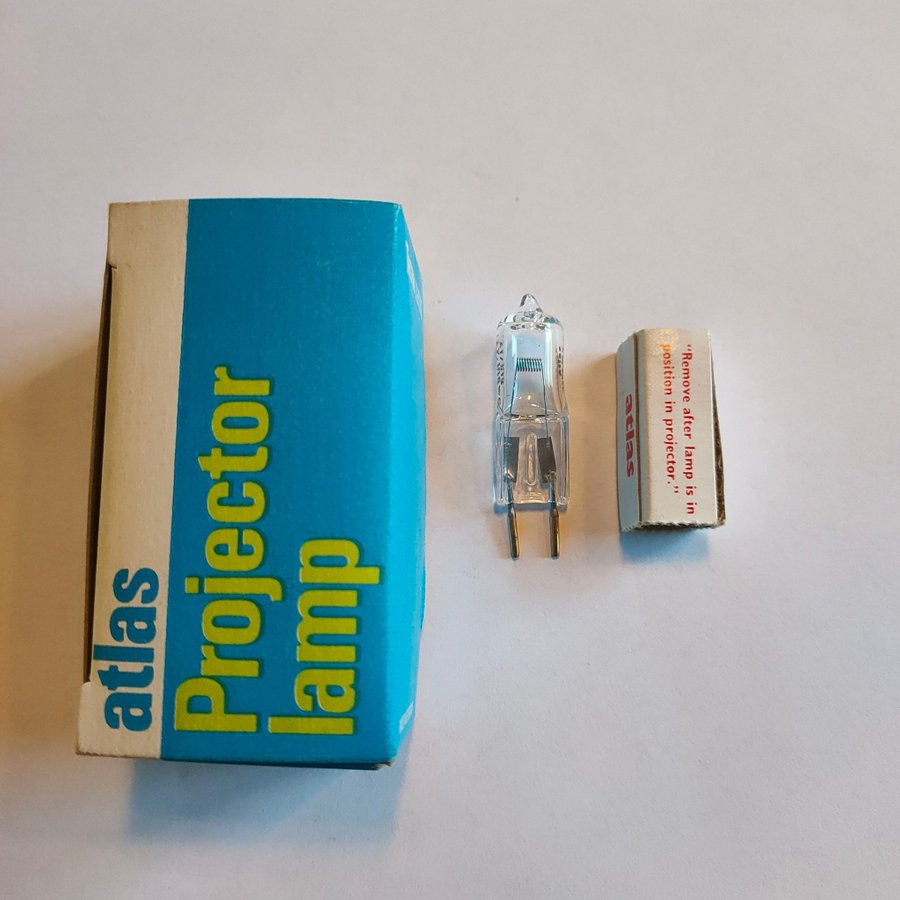 atlas
Projector
lamp
"Remove after lamp is in
position in projector."
atlas